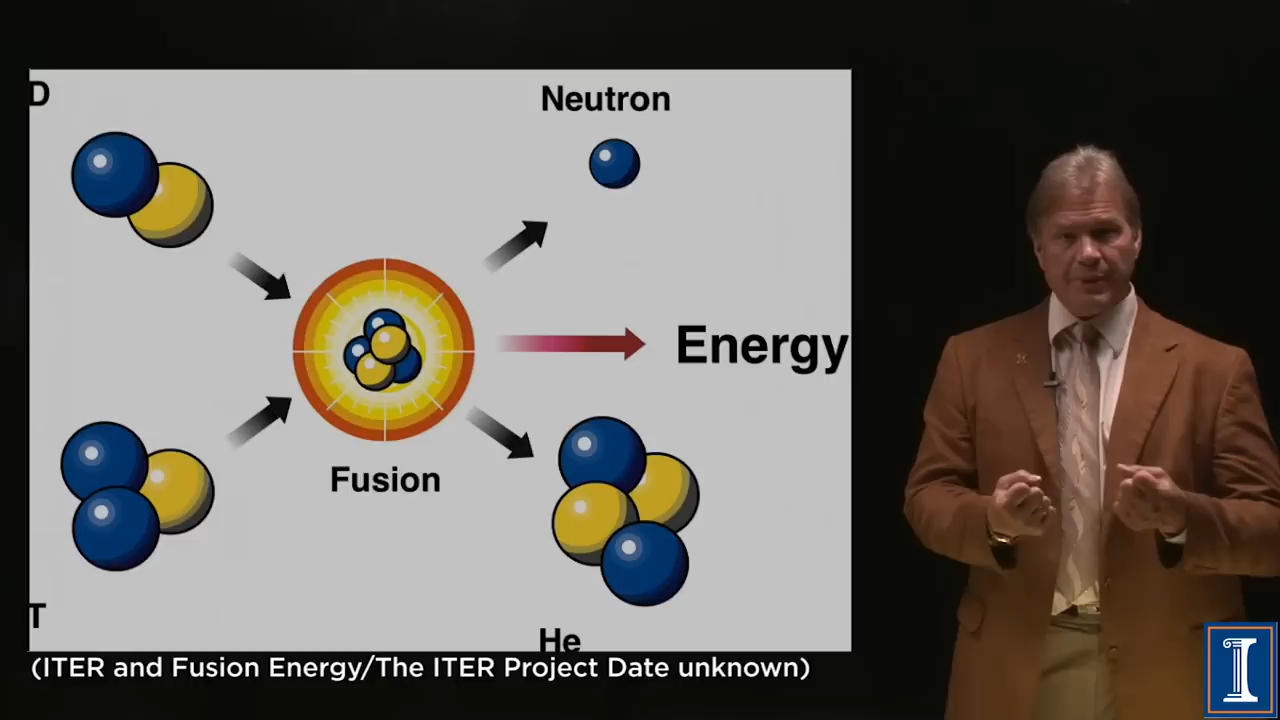 D
Neutron
Energy
Fusion
T
He
(ITER and Fusion Energy/The ITER Project Date unknown)
I